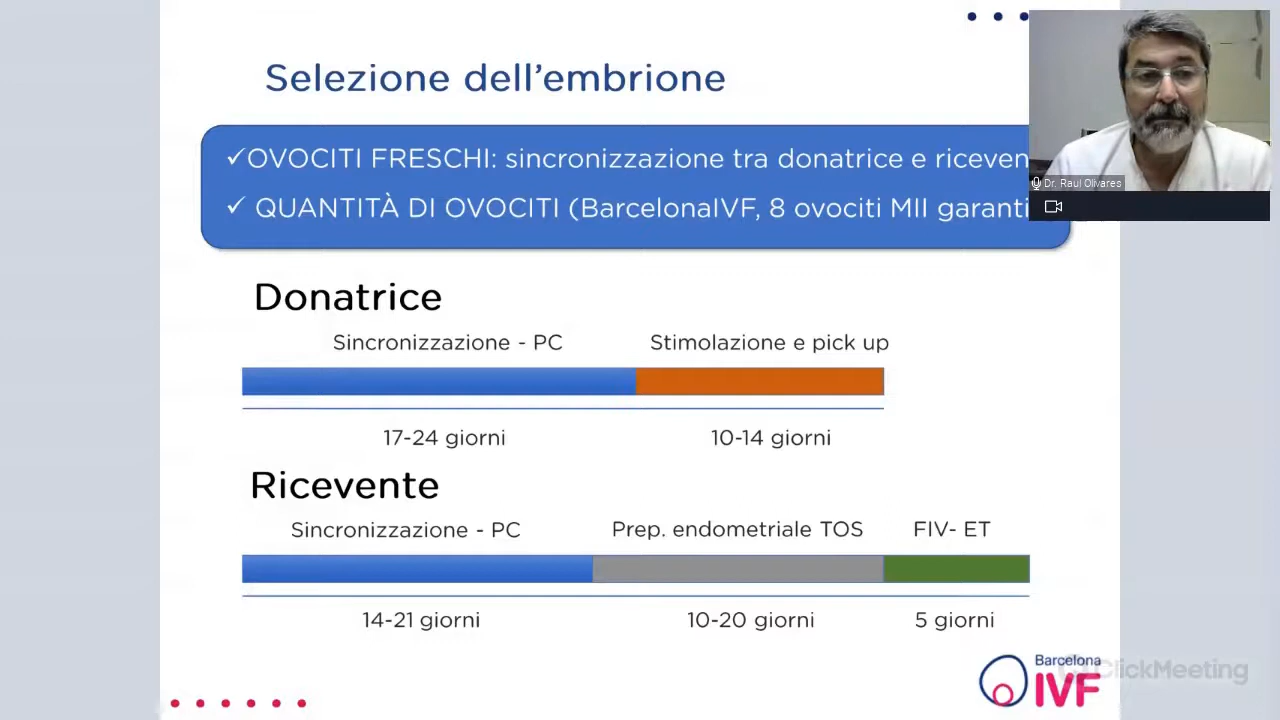 Selezione dell’embrione
✓OVOCITI FRESCHI: sincronizzazione tra donatrice e riceven
✓ QUANTITÀ DI OVOCITI (BarcelonaIVF, 8 ovociti MII garanti
Dr. Raul Olivares
Donatrice
Sincronizzazione - PC Stimolazione e pick up
17-24 giorni 10-14 giorni
Ricevente
Sincronizzazione - PC Prep. endometriale TOS FIV- ET
14-21 giorni 10-20 giorni 5 giorni
Barcelona
IVF
ClickMeeting